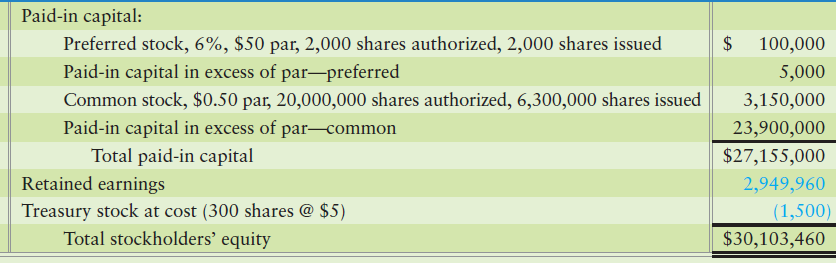 Paid-in capital:
Preferred stock, 6%, $50 par, 2,000 shares authorized, 2,000 shares issued $ 100,000
Paid-in capital in excess of par—preferred 5,000
Common stock, $0.50 par, 20,000,000 shares authorized, 6,300,000 shares issued 3,150,000
Paid-in capital in excess of par—common 23,900,000
Total paid-in capital $27,155,000
Retained earnings 2,949,960
Treasury stock at cost (300 shares @ $5) (1,500)
Total stockholders’ equity $30,103,460